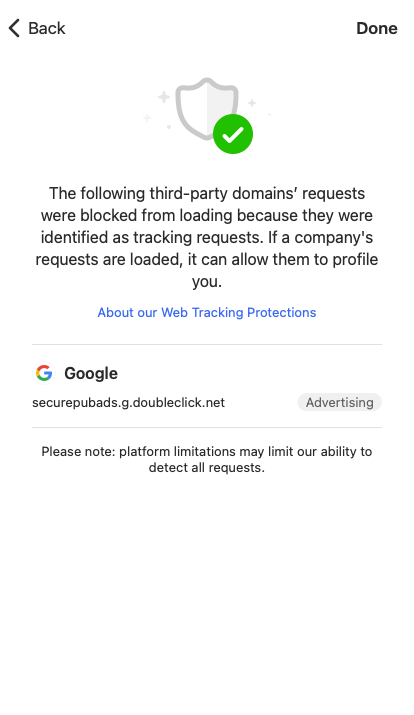 Back
Done
The following third-party domains’ requests
were blocked from loading because they were
identified as tracking requests. If a company's
requests are loaded, it can allow them to profile
you.
About our Web Tracking Protections
Google
securepubads.g.doubleclick.net
Advertising
Please note: platform limitations may limit our ability to
detect all requests.